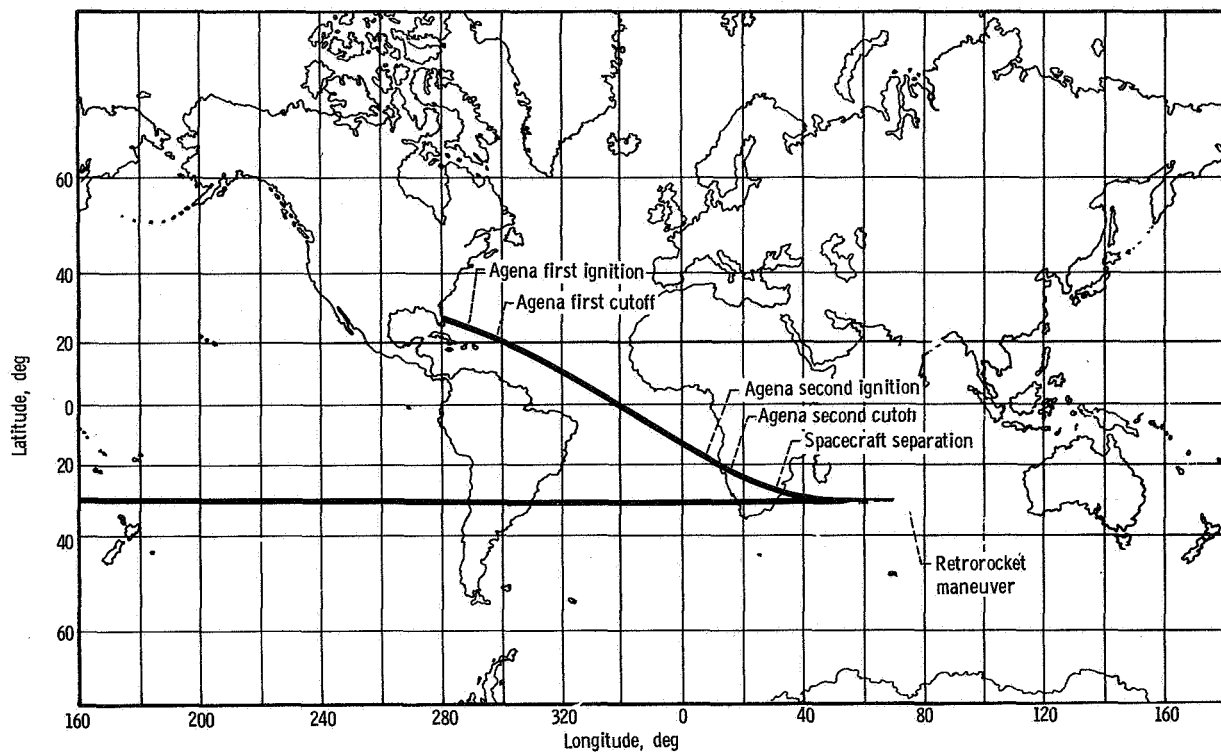 60
40
20
0
20
40
60
Latitude, deg
Agena first ignition
Agena first cutoff
Agena second ignition
Agena second cutoff
Spacecraft separation
Retrorocket
maneuver
160 200 240 280 320 0 40 80 120 160
Longitude, deg